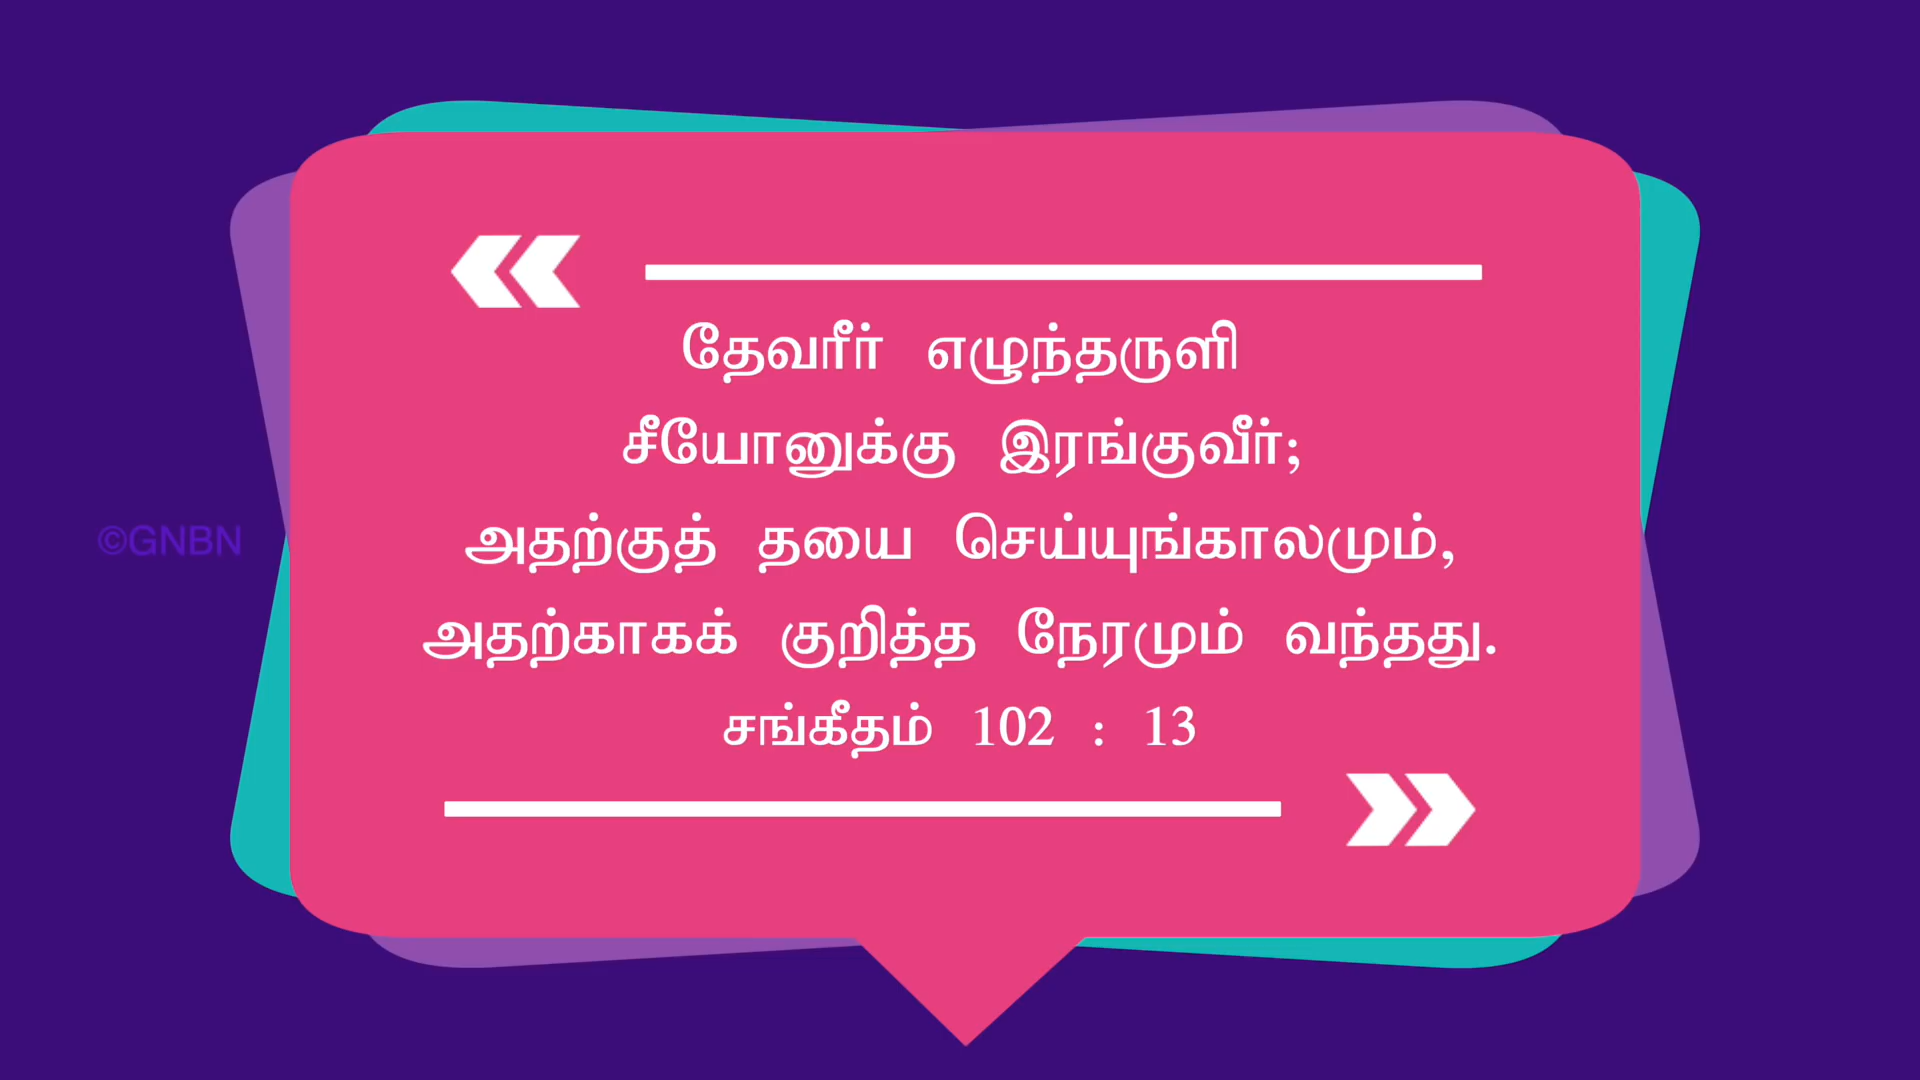 தேவரீர் எழுந்தருளி
சீயோனுக்கு இரங்குவீர்;
அதற்குத் தயை செய்யுங்காலமும்,
அதற்காகக் குறித்த நேரமும் வந்தது.
சங்கீதம் 102 : 13
©GNBN